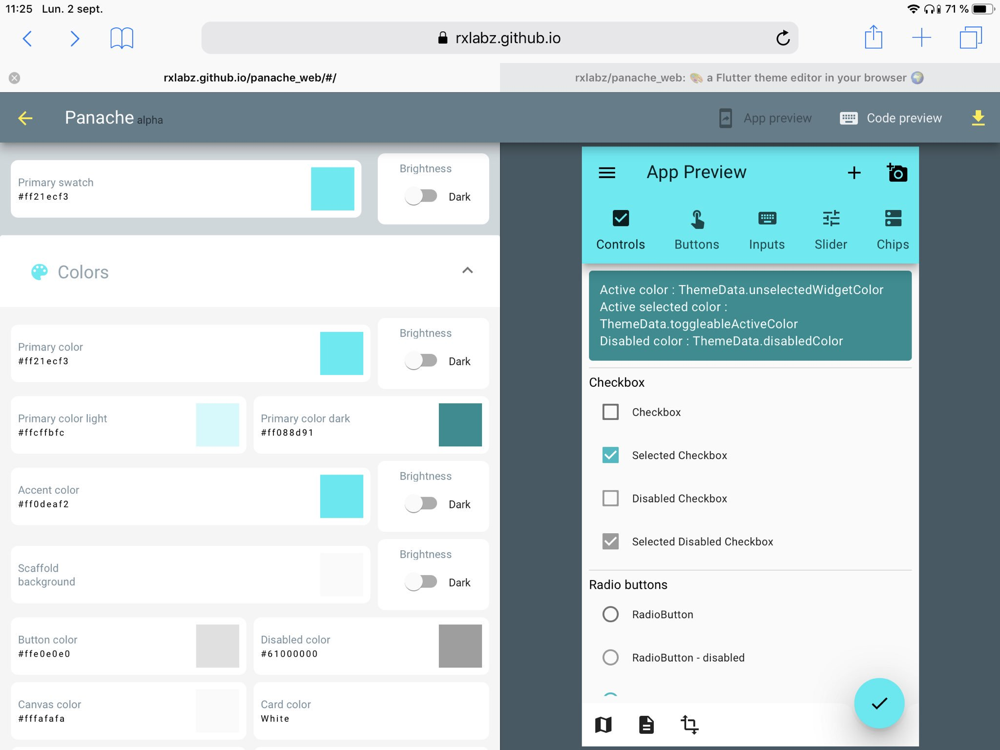 11:25 Lun. 2 sept.
71 %
rxlabz.github.io
rxlabz.github.io/panache_web/#/
rxlabz/panache_web: 🎨 a Flutter theme editor in your browser 🌍
Panache alpha
App preview
Code preview
Primary swatch
#ff21ecf3
Brightness
Dark
Colors
Primary color
#ff21ecf3
Brightness
Dark
Primary color light
#ffcffbfc
Primary color dark
#ff088d91
Accent color
#ff0deaf2
Brightness
Dark
Scaffold
background
Brightness
Dark
Button color
#ffe0e0e0
Disabled color
#61000000
Canvas color
#fffafafa
Card color
White
App Preview
Controls
Buttons
Inputs
Slider
Chips
Active color : ThemeData.unselectedWidgetColor
Active selected color :
ThemeData.toggleableActiveColor
Disabled color : ThemeData.disabledColor
Checkbox
Checkbox
Selected Checkbox
Disabled Checkbox
Selected Disabled Checkbox
Radio buttons
RadioButton
RadioButton - disabled